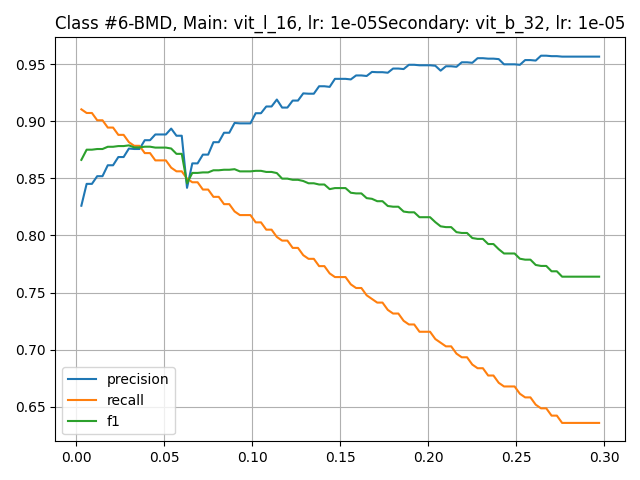 Class #6-BMD, Main: vit_l_16, lr: 1e-05Secondary: vit_b_32, lr: 1e-05
0.95
0.90
0.85
0.80
0.75
0.70
0.65
precision
recall
f1
0.00 0.05 0.10 0.15 0.20 0.25 0.30